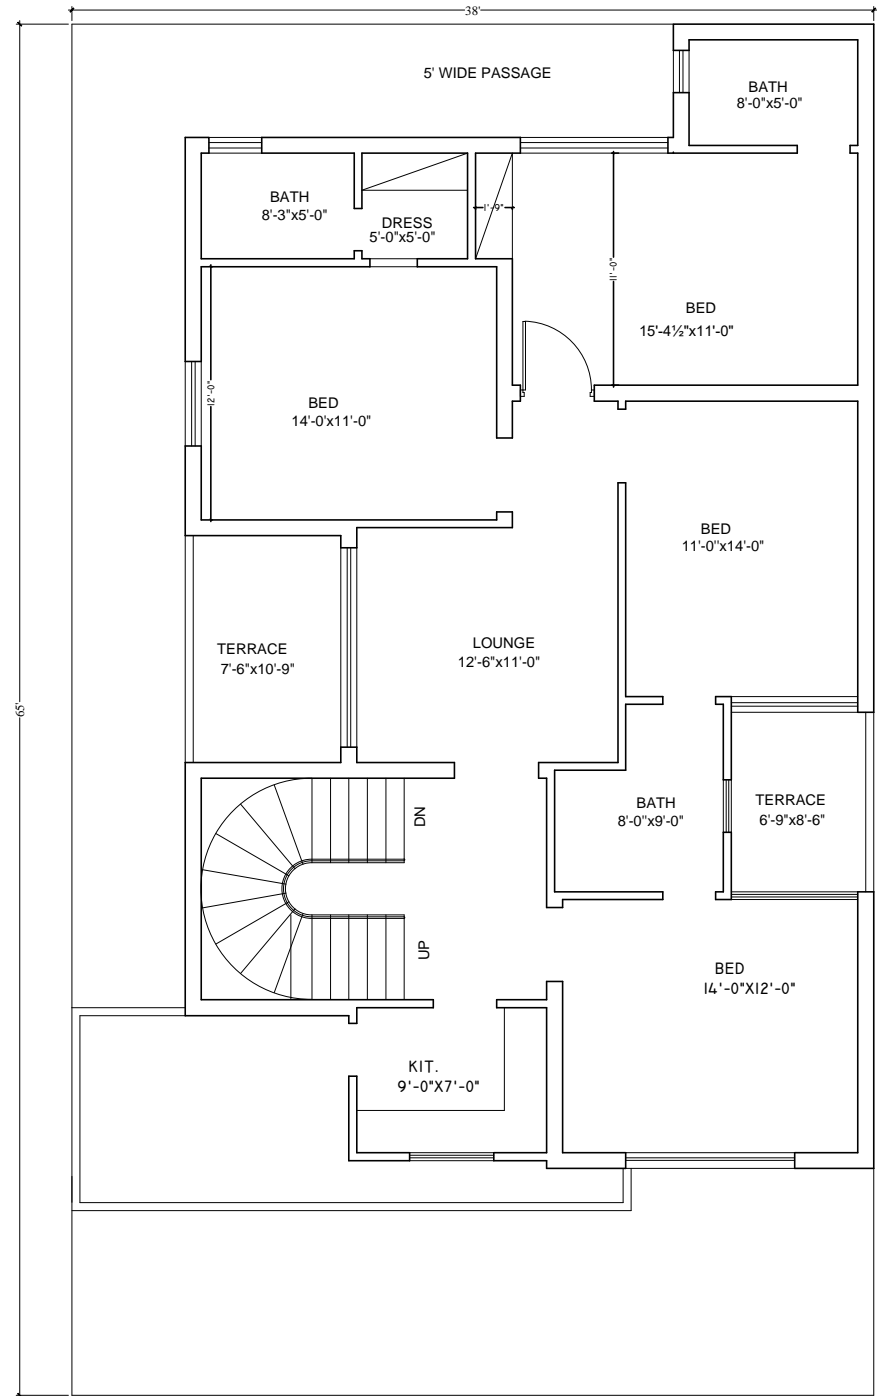 38'
5' WIDE PASSAGE
BATH
8'-0"x5'-0"
BATH
8'-3"x5'-0"
DRESS
5'-0"x5'-0"
1'-9"
11'-0"
BED
15'-4½"x11'-0"
12'-0"
BED
14'-0'x11'-0"
BED
11'-0"x14'-0"
LOUNGE
12'-6"x11'-0"
TERRACE
7'-6"x10'-9"
65'
BATH
8'-0"x9'-0"
TERRACE
6'-9"x8'-6"
DN
UP
BED
14'-0"X12'-0"
KIT.
9'-0"X7'-0"